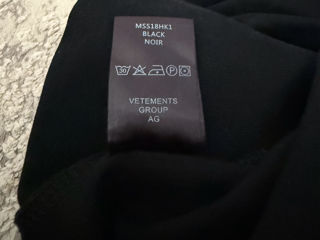 MSS18HK1
BLACK
NOIR
30
P
VETEMENTS
GROUP
AG